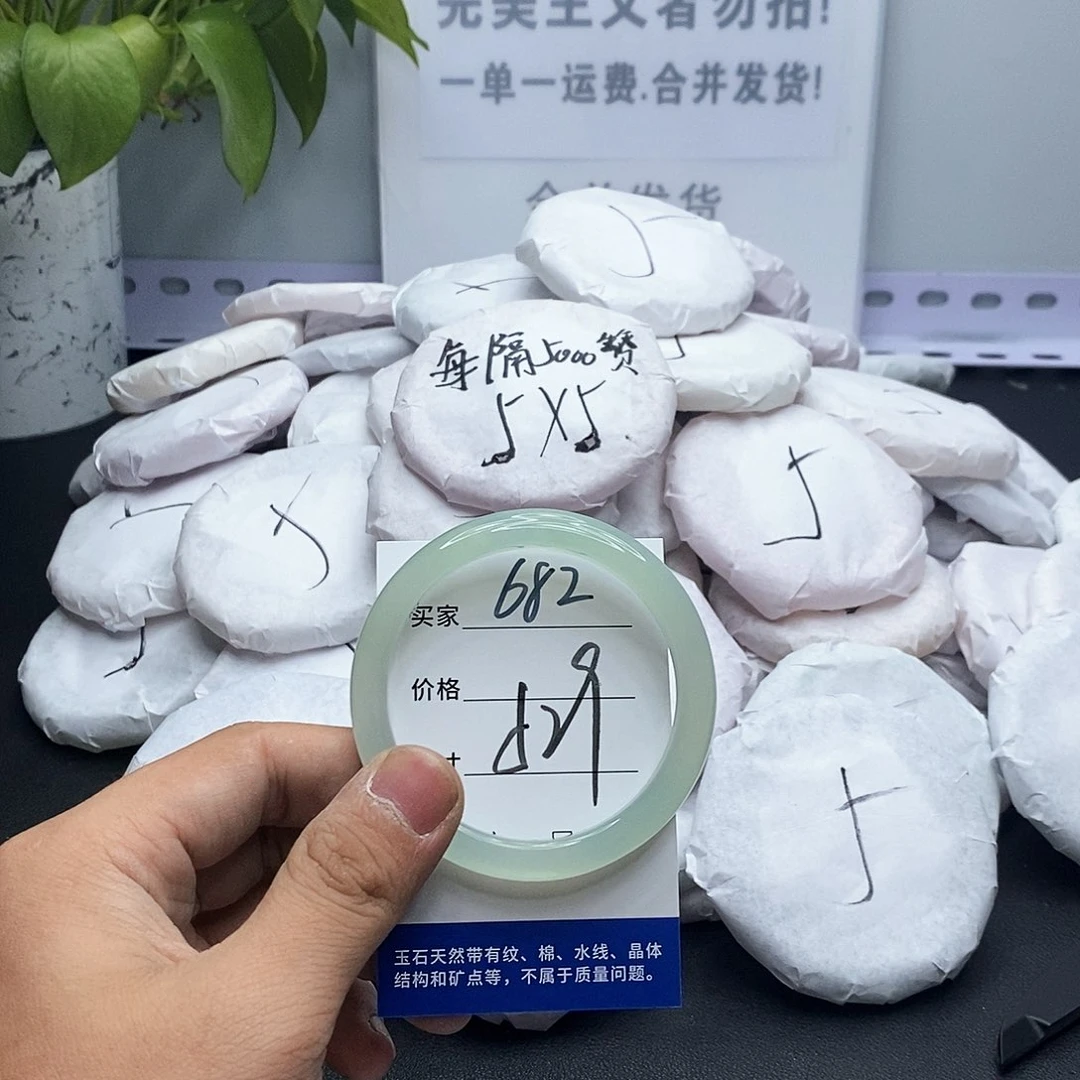 完美主义者勿拍!
一单一运费.合并发货!
合并发货
每隔5000赞
5X5
买家 682
价格
529
玉石天然带有纹、棉、水线、晶体
结构和矿点等，不属于质量问题。